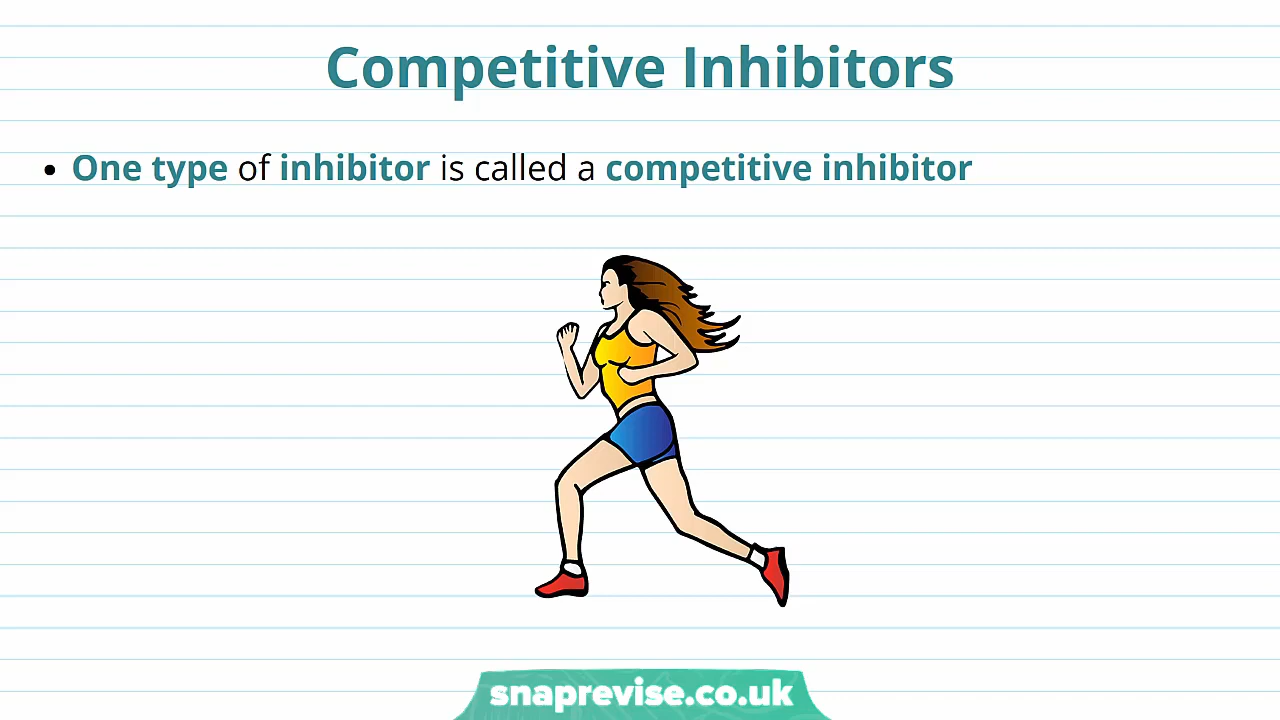 Competitive Inhibitors
• One type of inhibitor is called a competitive inhibitor
snaprevise.co.uk